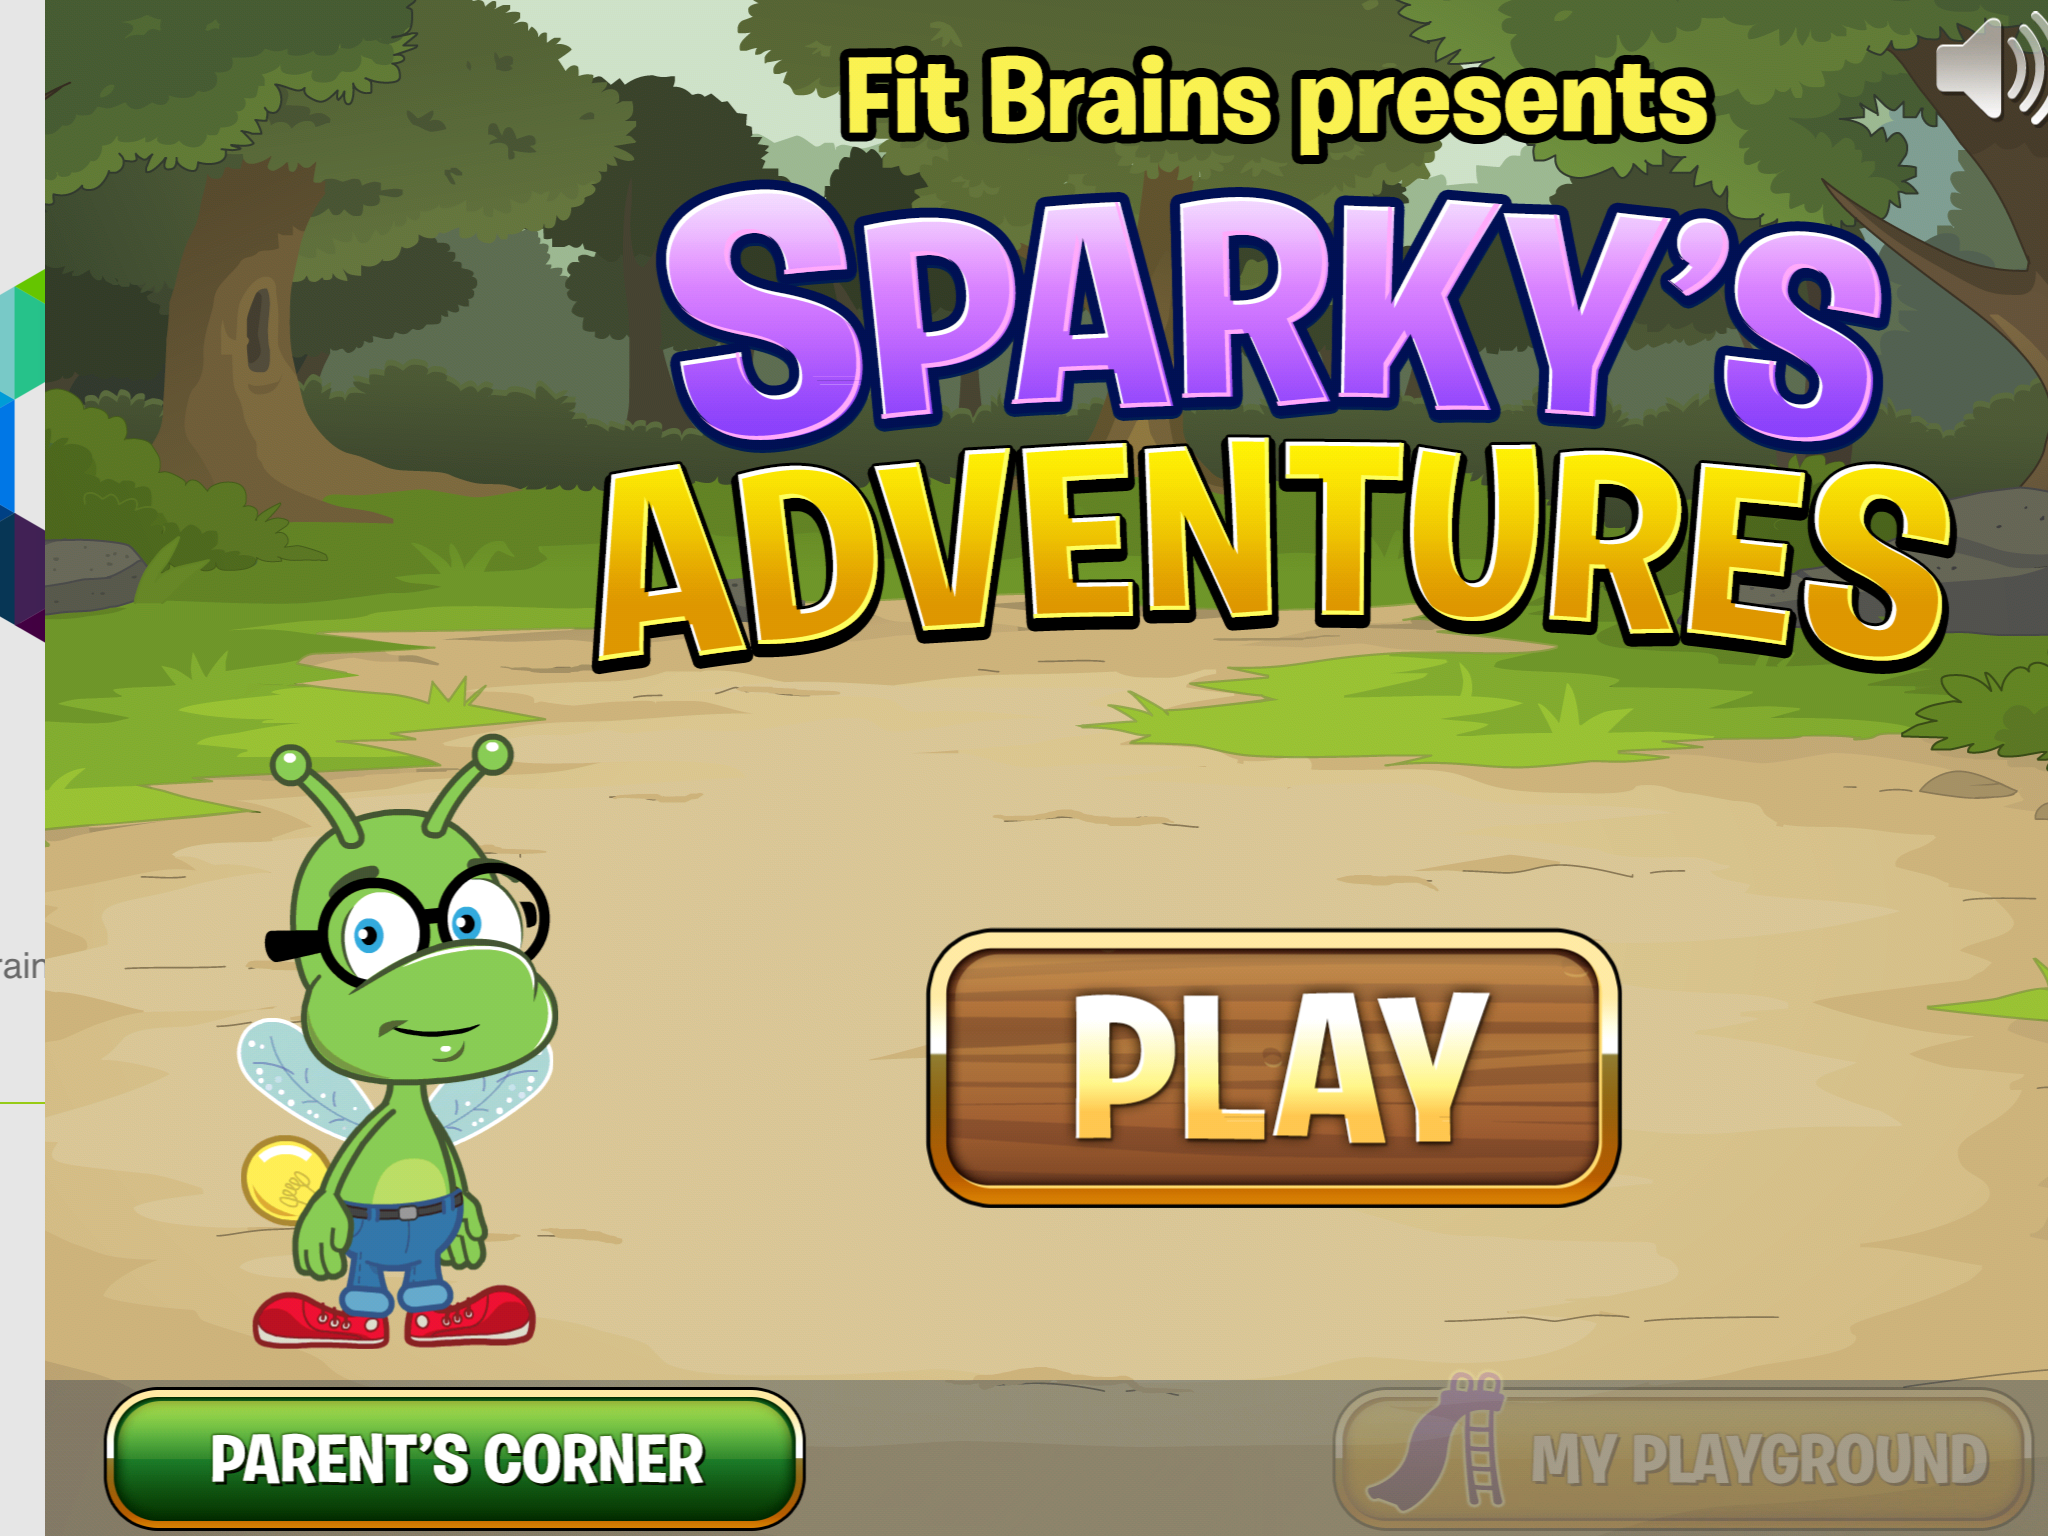 Fit Brains presents
SPARKY'S
ADVENTURES
PLAY
PARENT'S CORNER
MY PLAYGROUND